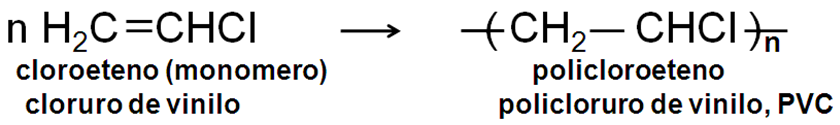 n H₂C=CHCl → -(CH₂— CHCl)ₙ-
cloroeteno (monomero) policloroeteno
cloruro de vinilo policloruro de vinilo, PVC